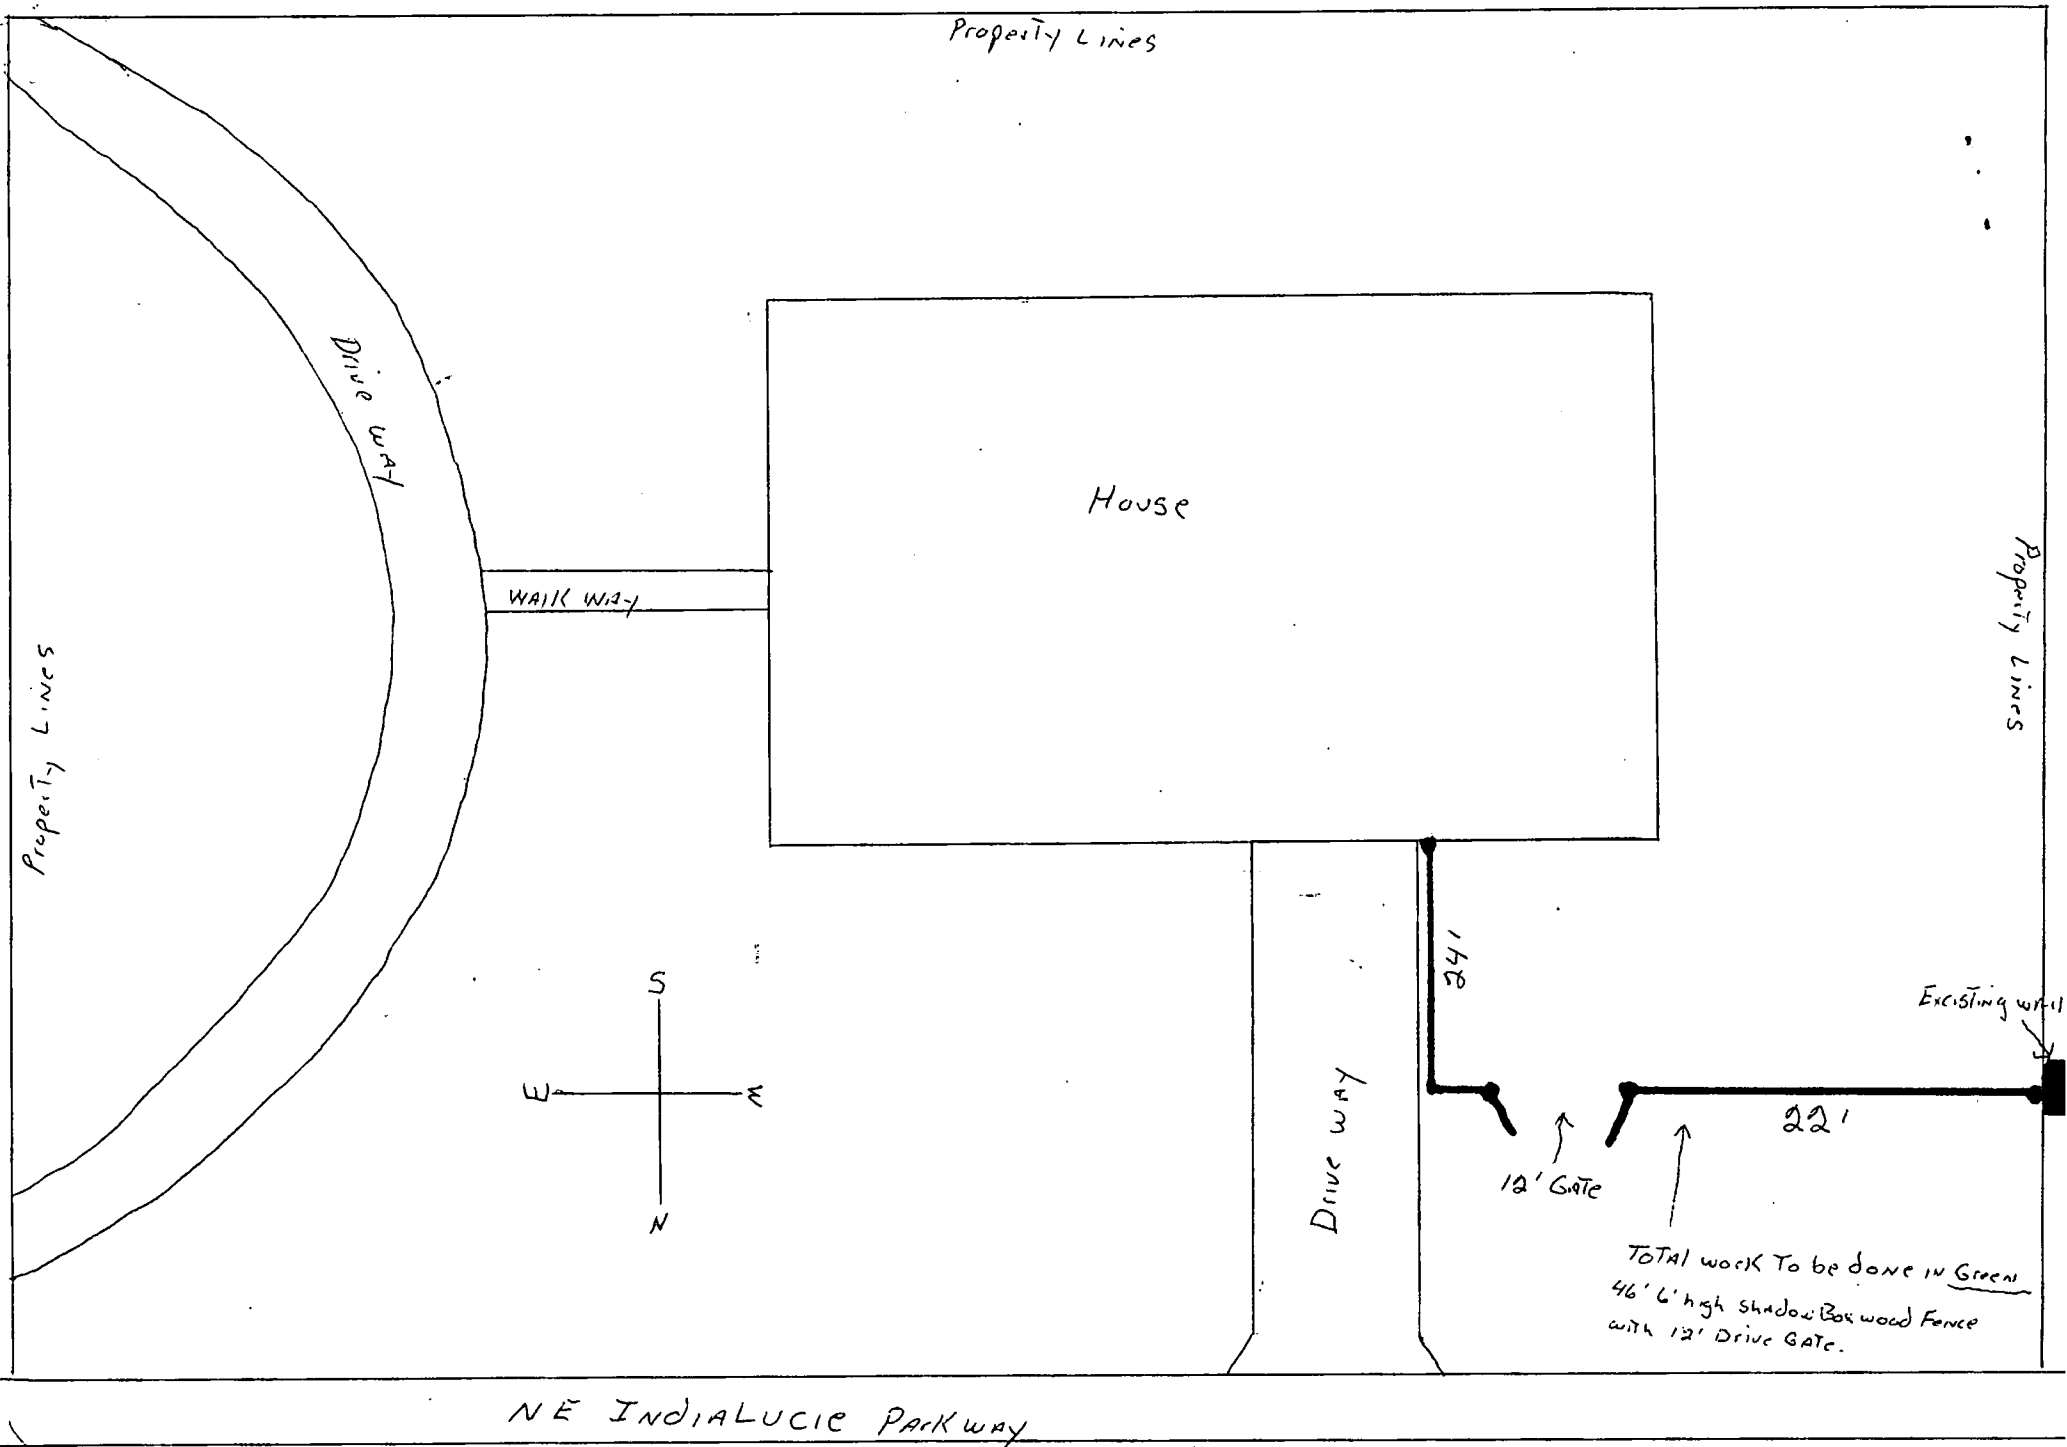 Property Lines
Drive way
House
Walk Way
Property Lines
Property Lines
24'
S
E
W
N
Excisting wall
22'
12' Gate
Drive way
Total work To be done in Green
46' 6' high shadow Box wood Fence
with 12' Drive Gate.
NE IndiaLucie Parkway